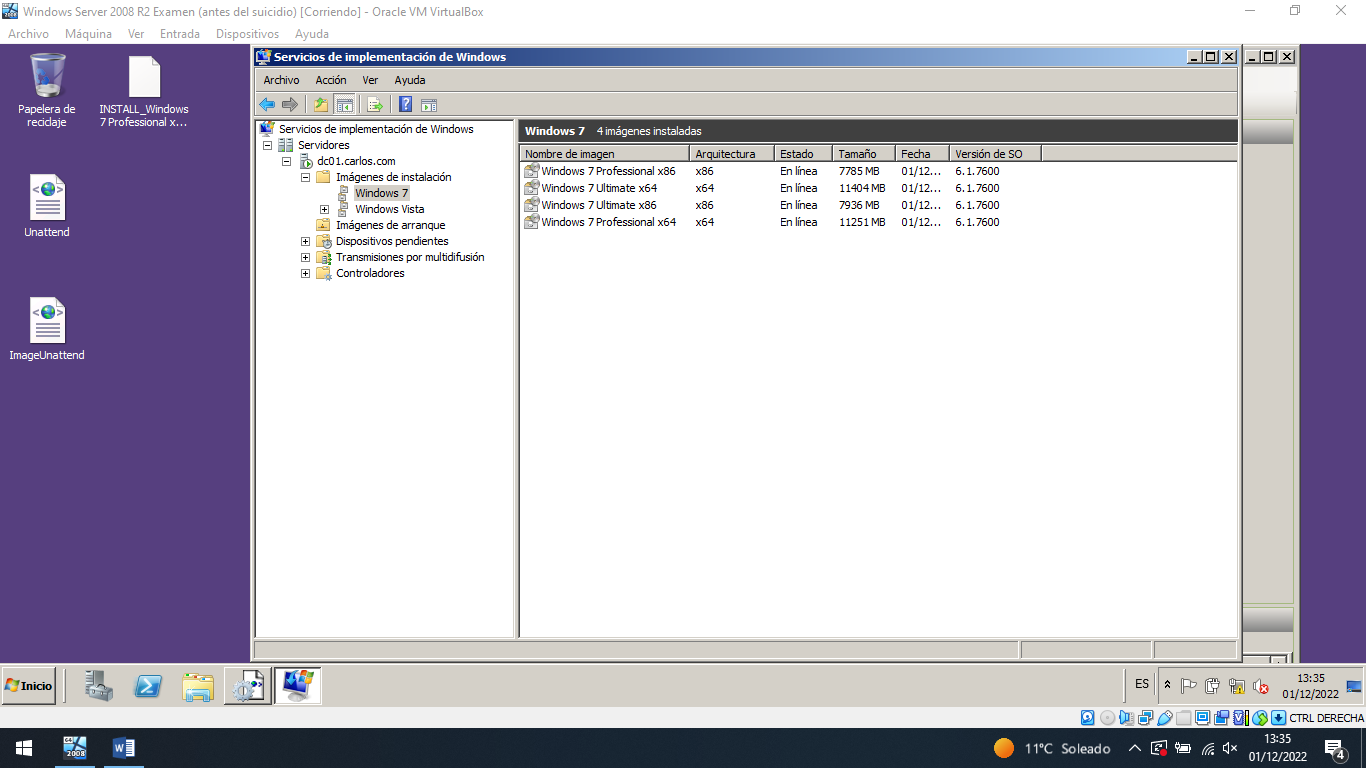 Windows Server 2008 R2 Examen (antes del suicidio) [Corriendo] - Oracle VM VirtualBox
Archivo Máquina Ver Entrada Dispositivos Ayuda
Papelera de reciclaje
INSTALL_Windows 7 Professional x...
Unattend
ImageUnattend
Servicios de implementación de Windows
Archivo Acción Ver Ayuda
Servicios de implementación de Windows
Servidores
dc01.carlos.com
Imágenes de instalación
Windows 7
Windows Vista
Imágenes de arranque
Dispositivos pendientes
Transmisiones por multidifusión
Controladores
Windows 7 4 imágenes instaladas
Nombre de imagen Arquitectura Estado Tamaño Fecha Versión de SO
Windows 7 Professional x86 x86 En línea 7785 MB 01/12... 6.1.7600
Windows 7 Ultimate x64 x64 En línea 11404 MB 01/12... 6.1.7600
Windows 7 Ultimate x86 x86 En línea 7936 MB 01/12... 6.1.7600
Windows 7 Professional x64 x64 En línea 11251 MB 01/12... 6.1.7600
Inicio
ES
13:35
01/12/2022
CTRL DERECHA
2008
11°C Soleado
13:35
01/12/2022
4